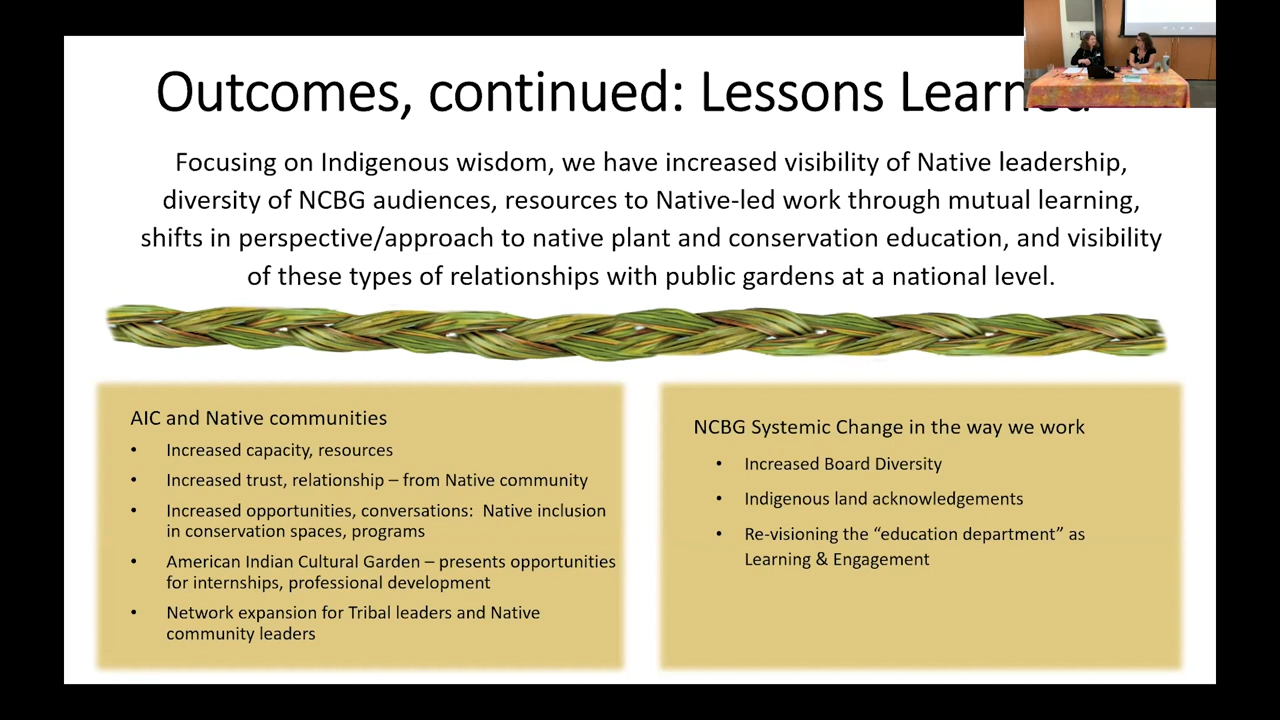 Outcomes, continued: Lessons
Focusing on Indigenous wisdom, we have increased visibility of Native leadership,
diversity of NCBG audiences, resources to Native-led work through mutual learning,
shifts in perspective/approach to native plant and conservation education, and visibility
of these types of relationships with public gardens at a national level.
AIC and Native communities
• Increased capacity, resources
• Increased trust, relationship – from Native community
• Increased opportunities, conversations:  Native inclusion
in conservation spaces, programs
• American Indian Cultural Garden – presents opportunities
for internships, professional development
• Network expansion for Tribal leaders and Native
community leaders
NCBG Systemic Change in the way we work
• Increased Board Diversity
• Indigenous land acknowledgements
• Re-visioning the “education department” as
Learning & Engagement